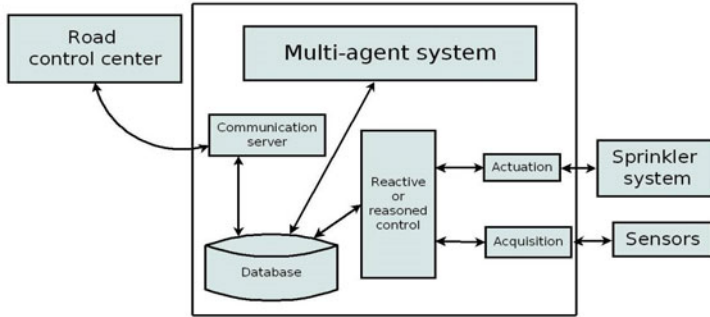 Road
control center
Multi-agent system
Communication
server
Reactive
or
reasoned
control
Actuation
Sprinkler
system
Acquisition
Sensors
Database